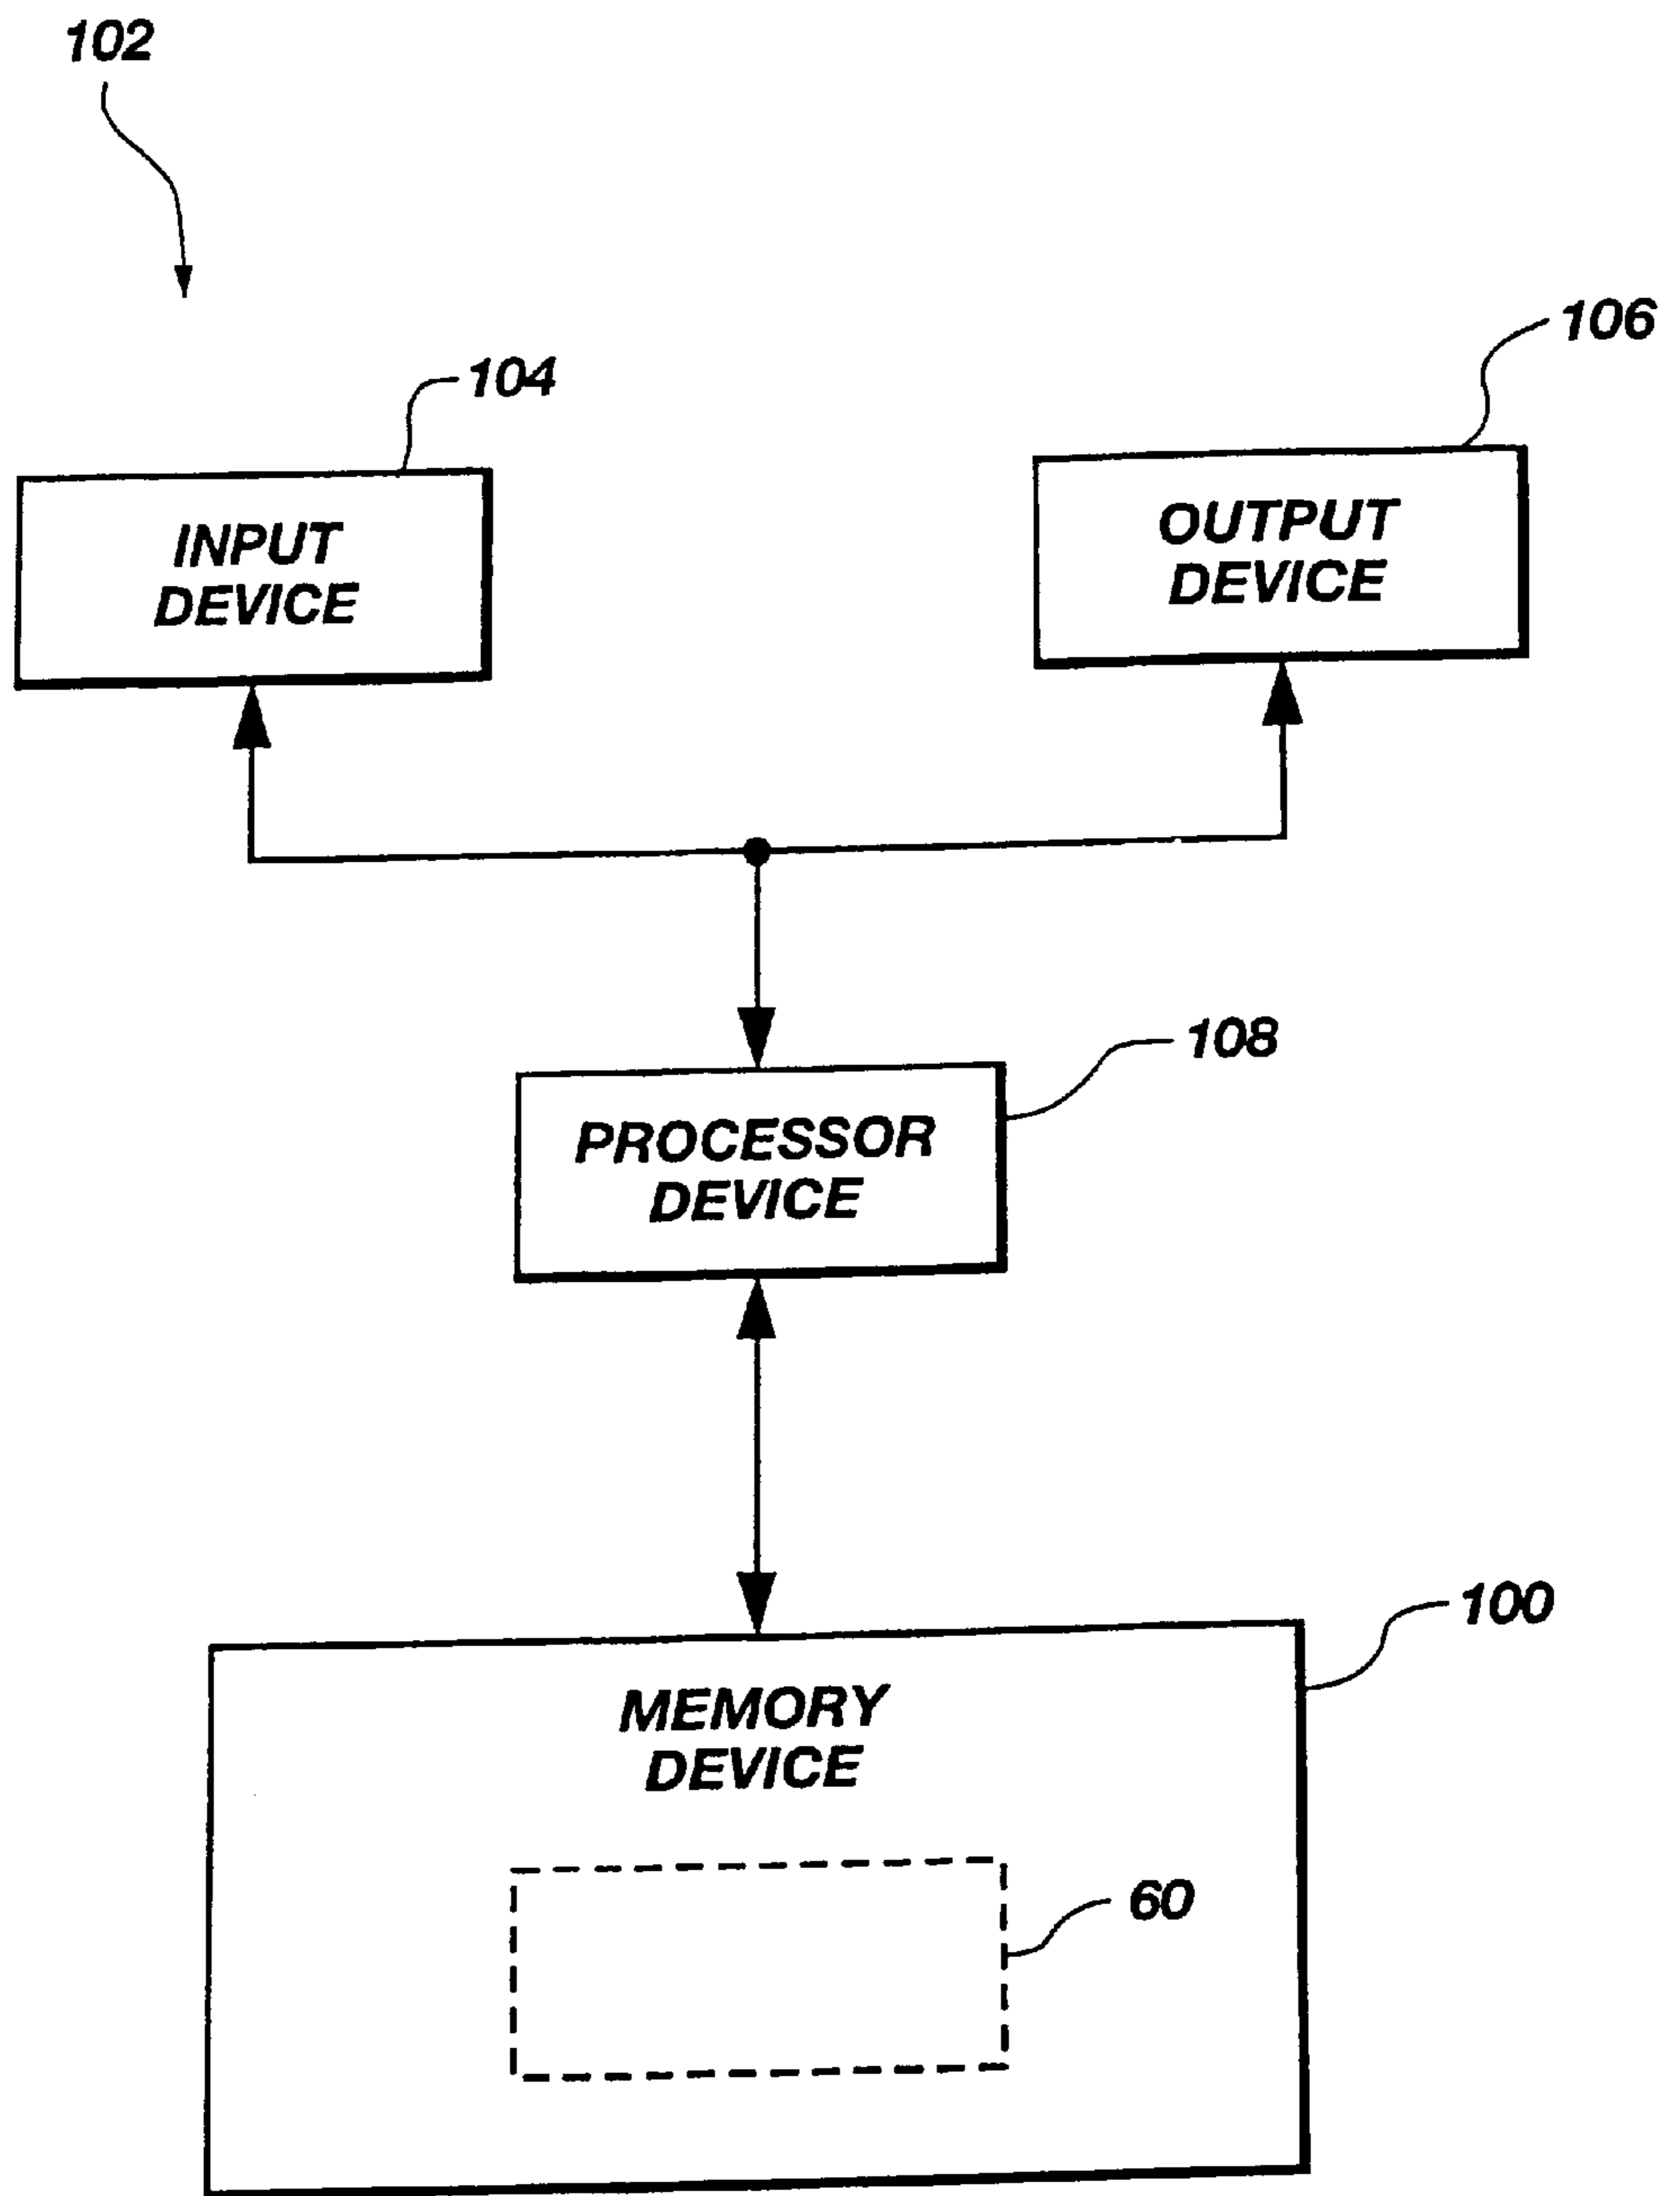 102
106
104
INPUT
DEVICE
OUTPUT
DEVICE
108
PROCESSOR
DEVICE
100
MEMORY
DEVICE
60